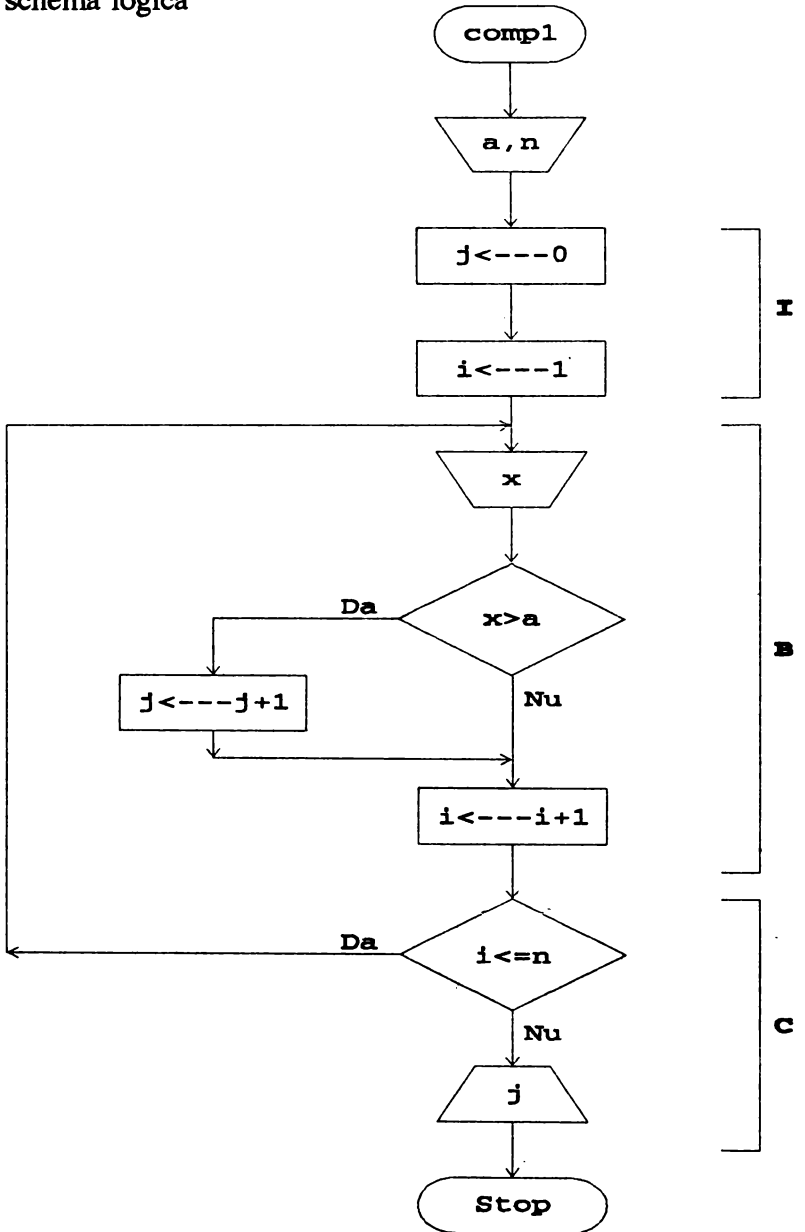 schema logica
comp1
a,n
j<---0
I
i<---1
x
Da
x>a
B
j<---j+1
Nu
i<---i+1
Da
i<=n
C
Nu
j
Stop